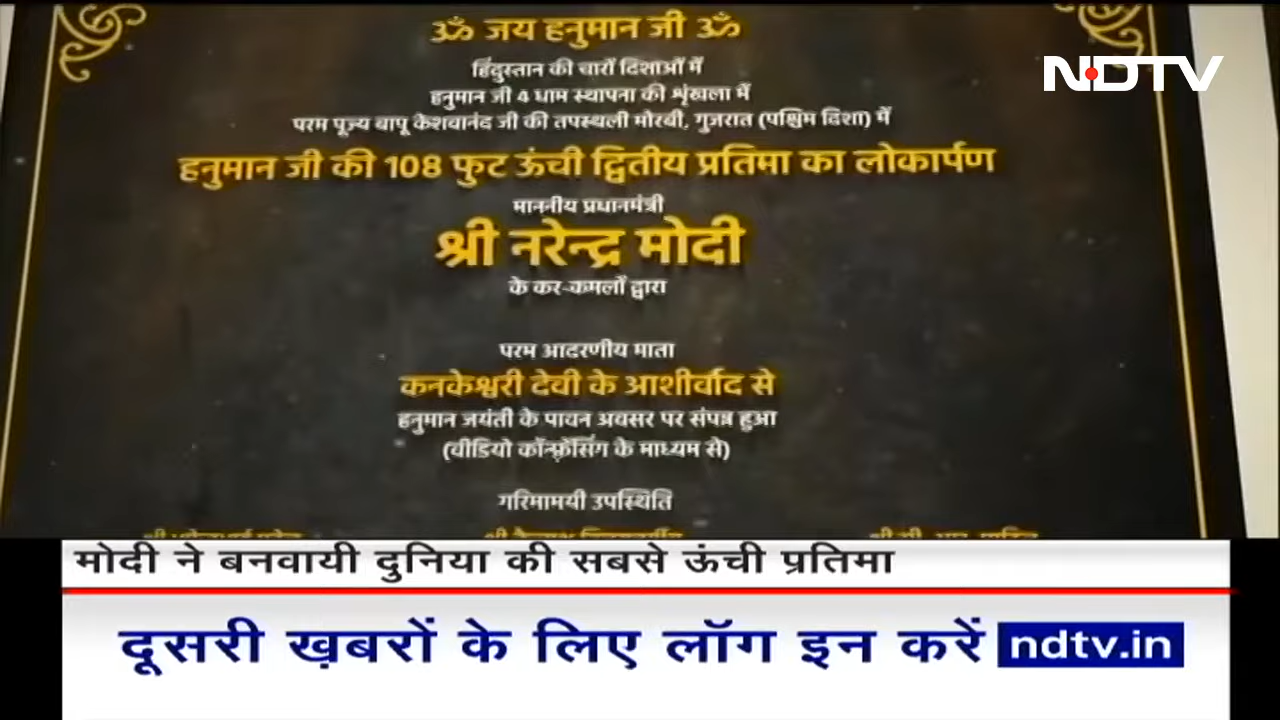 ॐ जय हनुमान जी ॐ
NDTV
हिंदुस्तान की चारों दिशाओं में
हनुमान जी 4 धाम स्थापना की शृंखला में
परम पूज्य बापू केशवानंद जी की तपस्थली मोरबी, गुजरात (पश्चिम दिशा) में
हनुमान जी की 108 फुट ऊंची द्वितीय प्रतिमा का लोकार्पण
माननीय प्रधानमंत्री
श्री नरेन्द्र मोदी
के कर-कमलों द्वारा
परम आदरणीय माता
कनकेश्वरी देवी के आशीर्वाद से
हनुमान जयंती के पावन अवसर पर संपन्न हुआ
(वीडियो कॉन्फ्रेंसिंग के माध्यम से)
गरिमामयी उपस्थिति
मोदी ने बनवायी दुनिया की सबसे ऊंची प्रतिमा
दूसरी ख़बरों के लिए लॉग इन करें ndtv.in